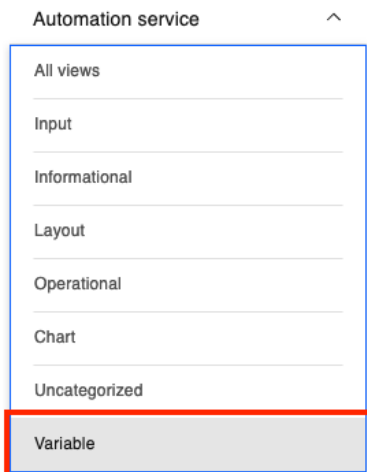 Automation service
All views
Input
Informational
Layout
Operational
Chart
Uncategorized
Variable